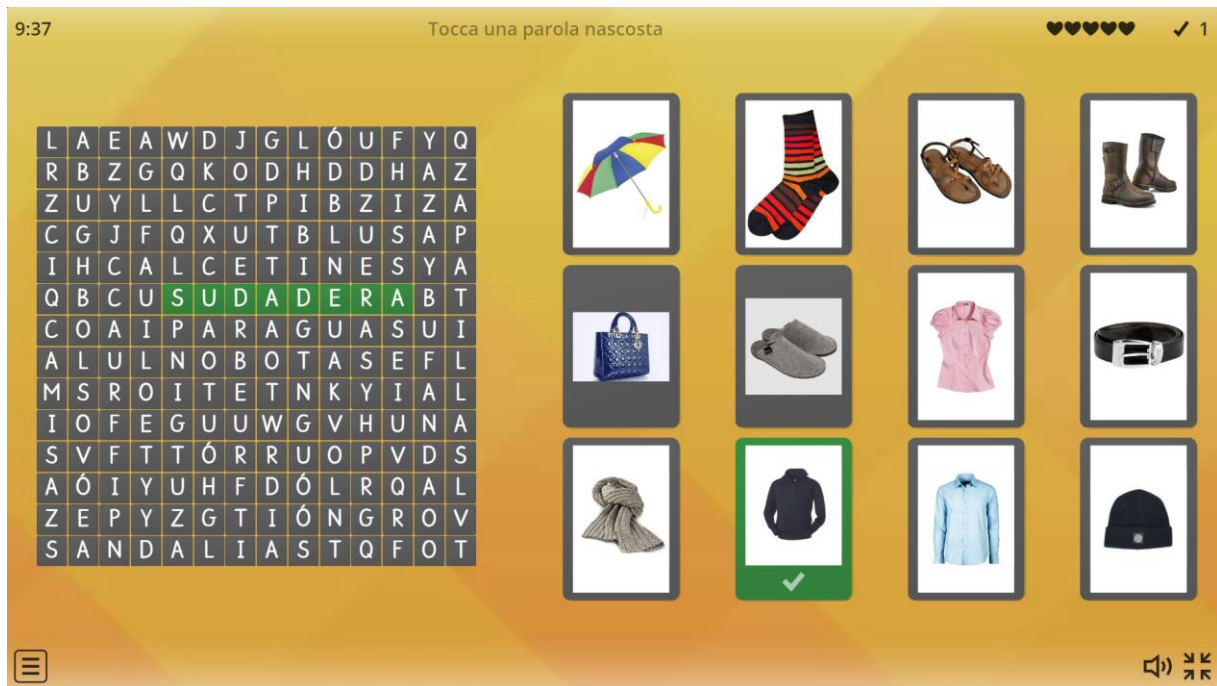 9:37
Tocca una parola nascosta
1
L A E A W D J G L Ó U F Y Q
R B Z G Q K O D H D D H A Z
Z U Y L L C T P I B Z I Z A
C G J F Q X U T B L U S A P
I H C A L C E T I N E S Y A
Q B C U S U D A D E R A B T
C O A I P A R A G U A S U I
A L U L N O B O T A S E F L
M S R O I T E T N K Y I A L
I O F E G U U W G V H U N A
S V F T T Ó R R U O P V D S
A Ó I Y U H F D Ó L R Q A L
Z E P Y Z G T I Ó N G R O V
S A N D A L I A S T Q F O T